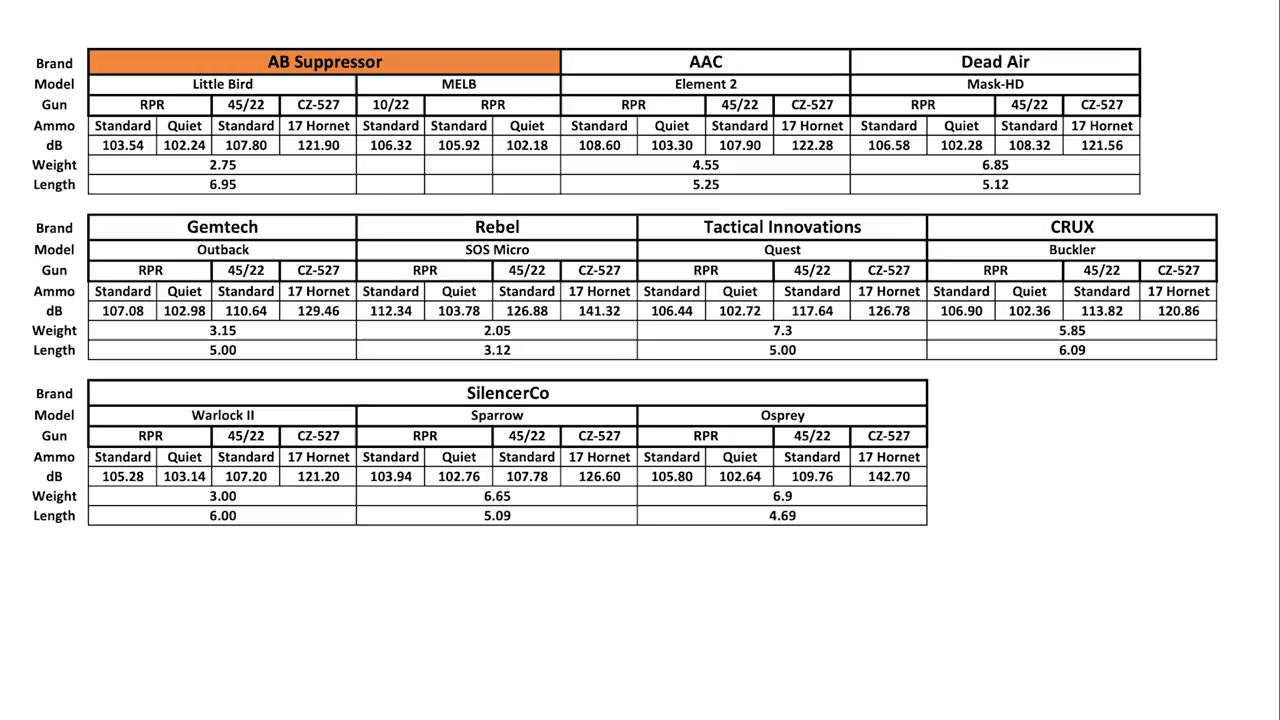 Brand AB Suppressor AAC Dead Air
Model Little Bird MELB Element 2 Mask-HD
Gun RPR 45/22 CZ-527 10/22 RPR RPR 45/22 CZ-527 RPR 45/22 CZ-527
Ammo Standard Quiet Standard 17 Hornet Standard Standard Quiet Standard Quiet Standard 17 Hornet Standard Quiet Standard 17 Hornet
dB 103.54 102.24 107.80 121.90 106.32 105.92 102.18 108.60 103.30 107.90 122.28 106.58 102.28 108.32 121.56
Weight 2.75 4.55 6.85
Length 6.95 5.25 5.12
Brand Gemtech Rebel Tactical Innovations CRUX
Model Outback SOS Micro Quest Buckler
Gun RPR 45/22 CZ-527 RPR 45/22 CZ-527 RPR 45/22 CZ-527 RPR 45/22 CZ-527
Ammo Standard Quiet Standard 17 Hornet Standard Quiet Standard 17 Hornet Standard Quiet Standard 17 Hornet Standard Quiet Standard 17 Hornet
dB 107.08 102.98 110.64 129.46 112.34 103.78 126.88 141.32 106.44 102.72 117.64 126.78 106.90 102.36 113.82 120.86
Weight 3.15 2.05 7.3 5.85
Length 5.00 3.12 5.00 6.09
Brand SilencerCo
Model Warlock II Sparrow Osprey
Gun RPR 45/22 CZ-527 RPR 45/22 CZ-527 RPR 45/22 CZ-527
Ammo Standard Quiet Standard 17 Hornet Standard Quiet Standard 17 Hornet Standard Quiet Standard 17 Hornet
dB 105.28 103.14 107.20 121.20 103.94 102.76 107.78 126.60 105.80 102.64 109.76 142.70
Weight 3.00 6.65 6.9
Length 6.00 5.09 4.69